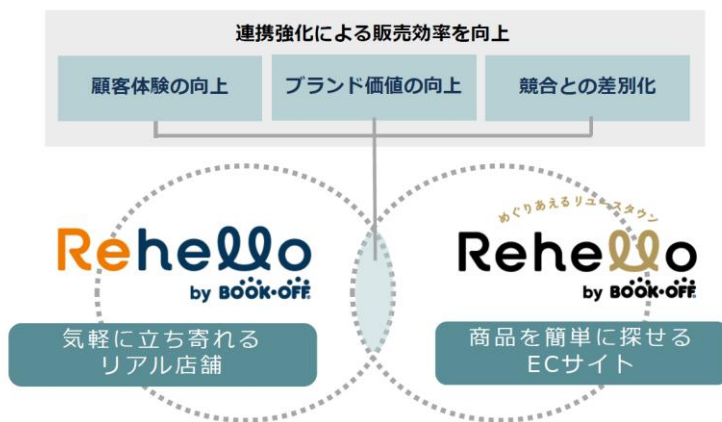 連携強化による販売効率を向上
顧客体験の向上
ブランド価値の向上
競合との差別化
Rehello
by BOOK・OFF
気軽に立ち寄れる
リアル店舗
めぐりあえるリユースタウン
Rehello
by BOOK・OFF
商品を簡単に探せる
ECサイト